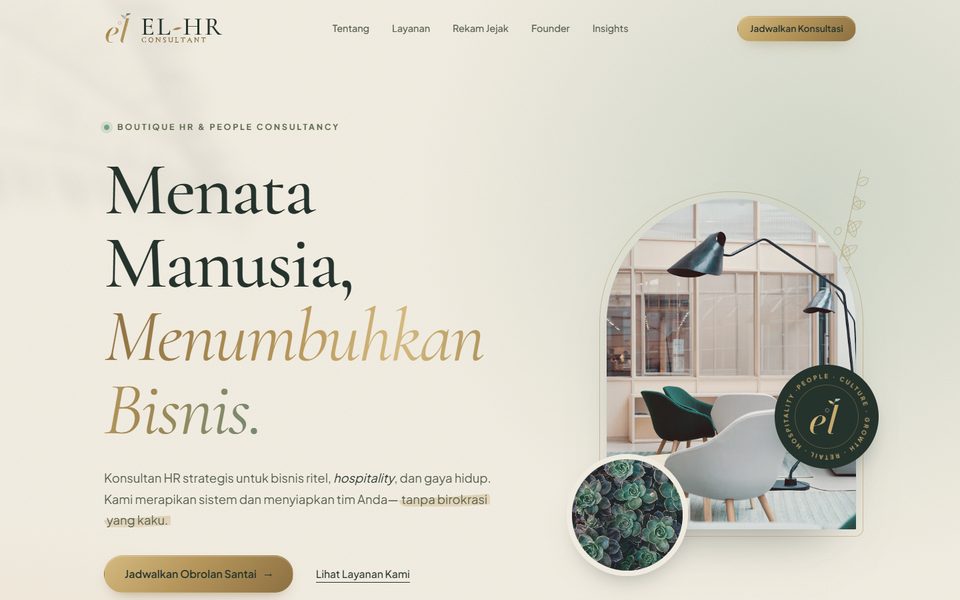 el EL-HR
CONSULTANT
Tentang Layanan Rekam Jejak Founder Insights
Jadwalkan Konsultasi
BOUTIQUE HR & PEOPLE CONSULTANCY
Menata
Manusia,
Menumbuhkan
Bisnis.
Konsultan HR strategis untuk bisnis ritel, hospitality, dan gaya hidup.
Kami merapikan sistem dan menyiapkan tim Anda— tanpa birokrasi
yang kaku.
Jadwalkan Obrolan Santai →
Lihat Layanan Kami
PEOPLE · CULTURE · GROWTH · RETAIL · HOSPITALITY ·
el